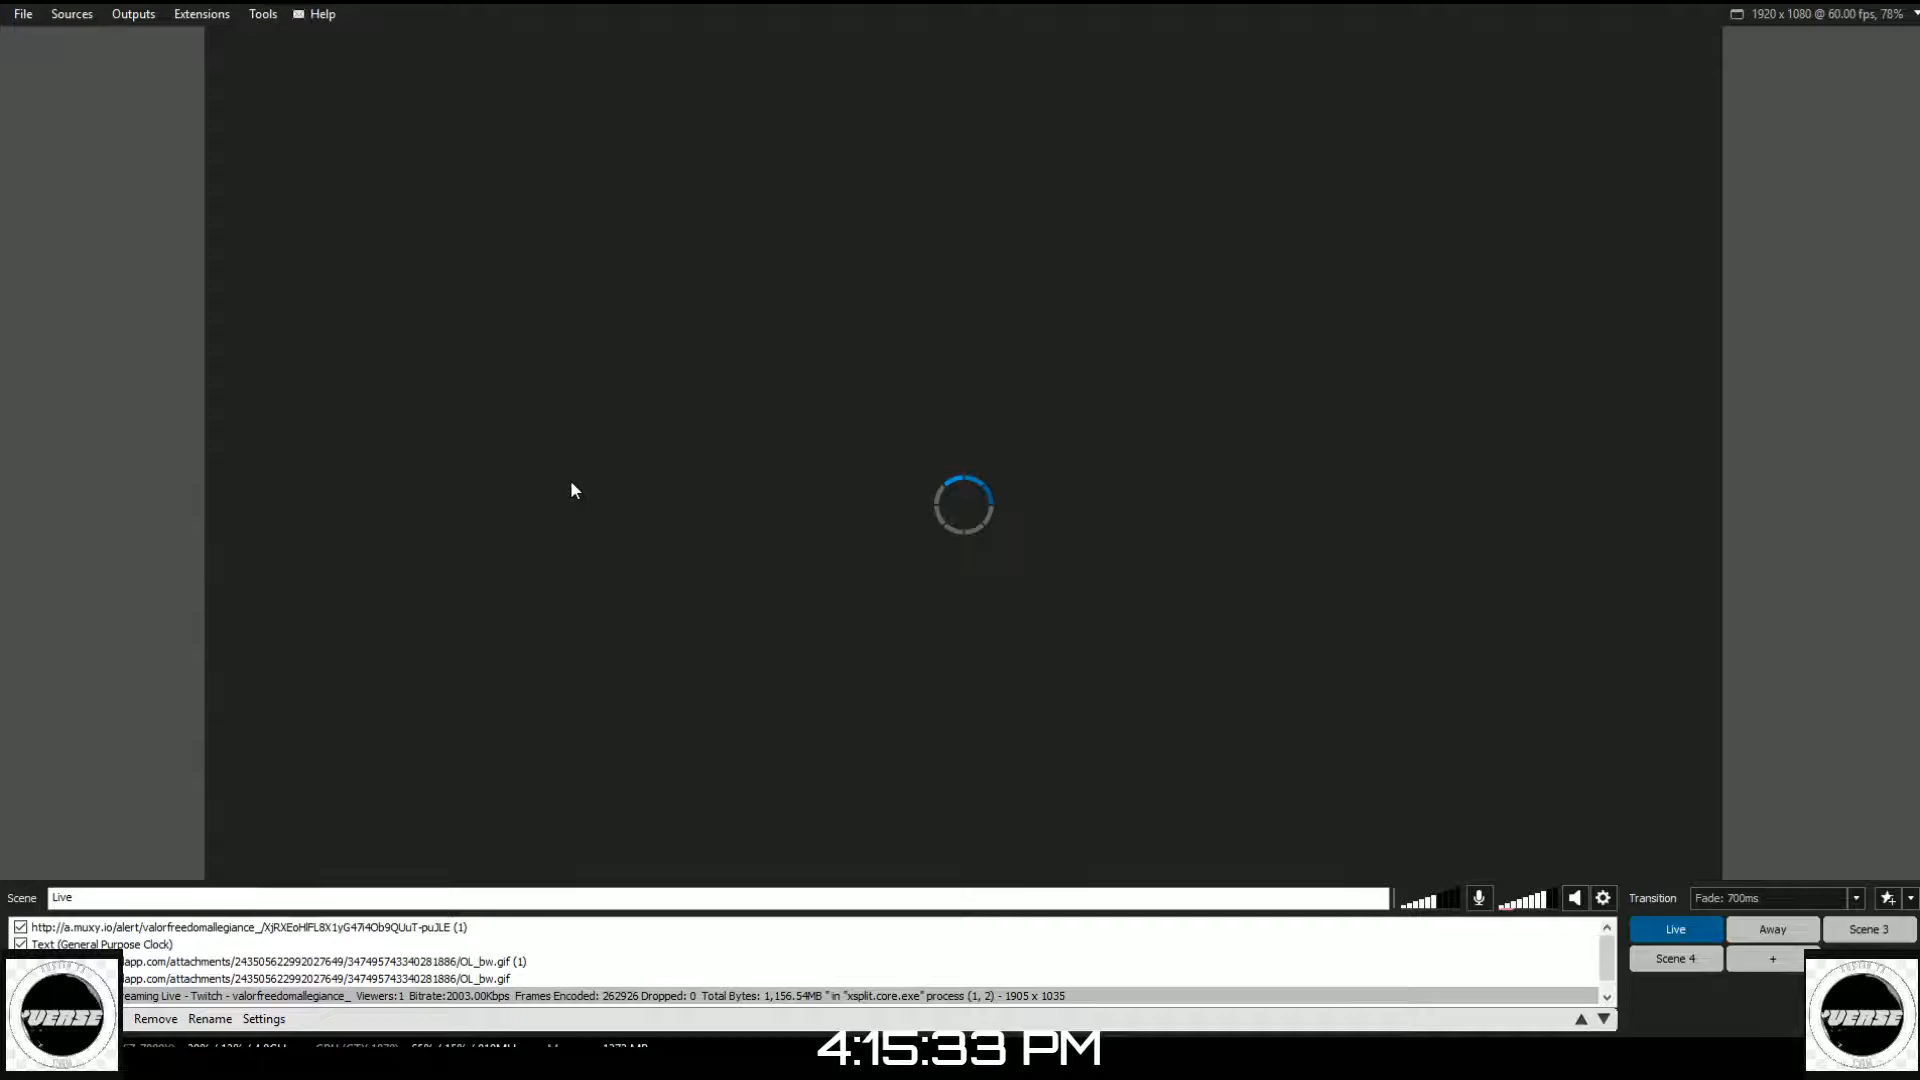 File Sources Outputs Extensions Tools Help 1920 x 1080 @ 60.00 fps, 78%
Scene Live Transition Fade: 700ms
http://a.muxy.io/alert/valorfreedomallegiance_/XjRXEoHlFL8X1yG47i4Ob9QUuT-puJLE (1)
Live Away Scene 3
Text (General Purpose Clock)
lapp.com/attachments/243505622992027649/347495743340281886/OL_bw.gif (1)
Scene 4 +
lapp.com/attachments/243505622992027649/347495743340281886/OL_bw.gif
reaming Live - Twitch - valorfreedomallegiance_ Viewers:1 Bitrate:2003.00Kbps Frames Encoded: 262926 Dropped: 0 Total Bytes: 1,156.54MB " in "xsplit.core.exe" process (1, 2) - 1905 x 1035
'VERSE
'VERSE
Remove Rename Settings
4:15:33 PM